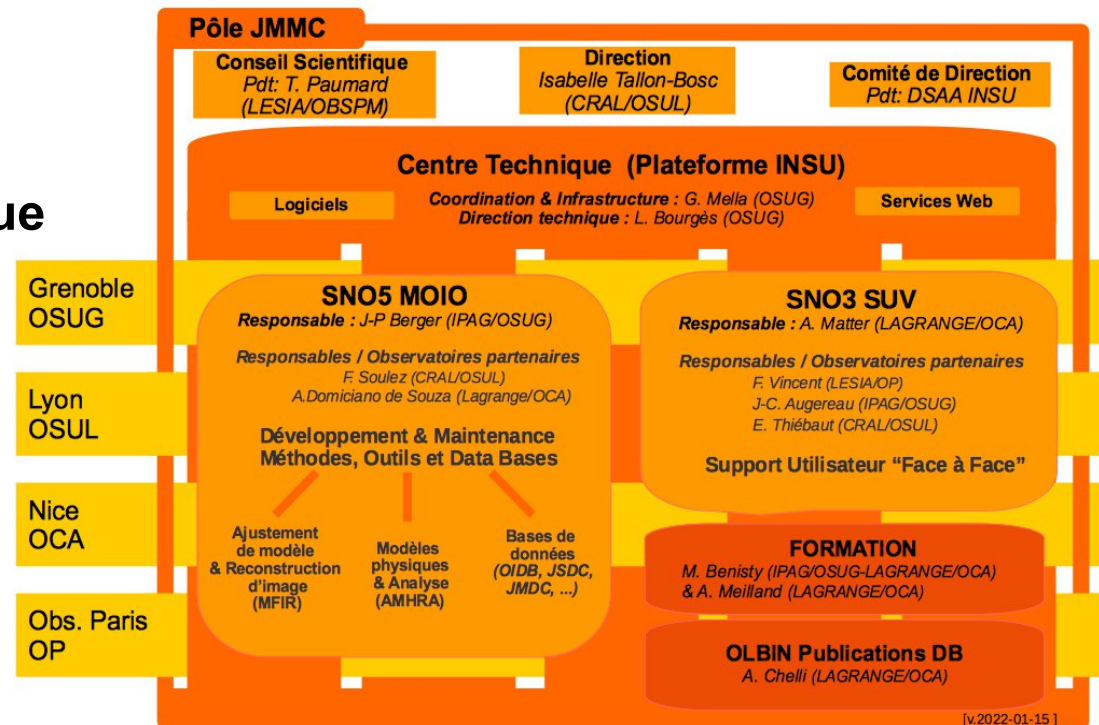 Pôle JMMC
Conseil Scientifique
Pdt: T. Paumard
(LESIA/OBSPM)
Direction
Isabelle Tallon-Bosc
(CRAL/OSUL)
Comité de Direction
Pdt: DSAA INSU
ue
Centre Technique (Plateforme INSU)
Logiciels
Coordination & Infrastructure : G. Mella (OSUG)
Direction technique : L. Bourgès (OSUG)
Services Web
Grenoble
OSUG
Lyon
OSUL
Nice
OCA
Obs. Paris
OP
SNO5 MOIO
Responsable : J-P Berger (IPAG/OSUG)
Responsables / Observatoires partenaires
F. Soulez (CRAL/OSUL)
A.Domiciano de Souza (Lagrange/OCA)
Développement & Maintenance
Méthodes, Outils et Data Bases
Ajustement
de modèle
& Reconstruction
d'image
(MFIR)
Modèles
physiques
& Analyse
(AMHRA)
Bases de
données
(OIDB, JSDC,
JMDC, ...)
SNO3 SUV
Responsable : A. Matter (LAGRANGE/OCA)
Responsables / Observatoires partenaires
F. Vincent (LESIA/OP)
J-C. Augereau (IPAG/OSUG)
E. Thiébaut (CRAL/OSUL)
Support Utilisateur “Face à Face”
FORMATION
M. Benisty (IPAG/OSUG-LAGRANGE/OCA)
& A. Meilland (LAGRANGE/OCA)
OLBIN Publications DB
A. Chelli (LAGRANGE/OCA)
[v.2022-01-15 ]